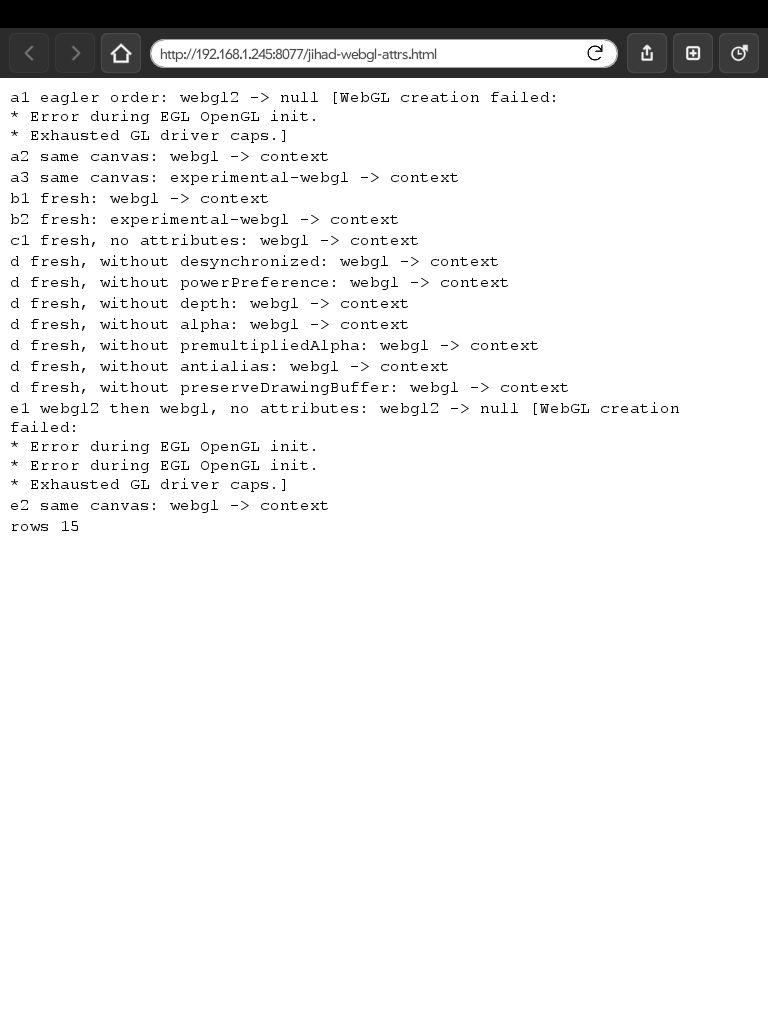 http://192.168.1.245:8077/jihad-webgl-attrs.html
a1 eagler order: webgl2 -> null [WebGL creation failed:
* Error during EGL OpenGL init.
* Exhausted GL driver caps.]
a2 same canvas: webgl -> context
a3 same canvas: experimental-webgl -> context
b1 fresh: webgl -> context
b2 fresh: experimental-webgl -> context
c1 fresh, no attributes: webgl -> context
d fresh, without desynchronized: webgl -> context
d fresh, without powerPreference: webgl -> context
d fresh, without depth: webgl -> context
d fresh, without alpha: webgl -> context
d fresh, without premultipliedAlpha: webgl -> context
d fresh, without antialias: webgl -> context
d fresh, without preserveDrawingBuffer: webgl -> context
e1 webgl2 then webgl, no attributes: webgl2 -> null [WebGL creation
failed:
* Error during EGL OpenGL init.
* Error during EGL OpenGL init.
* Exhausted GL driver caps.]
e2 same canvas: webgl -> context
rows 15